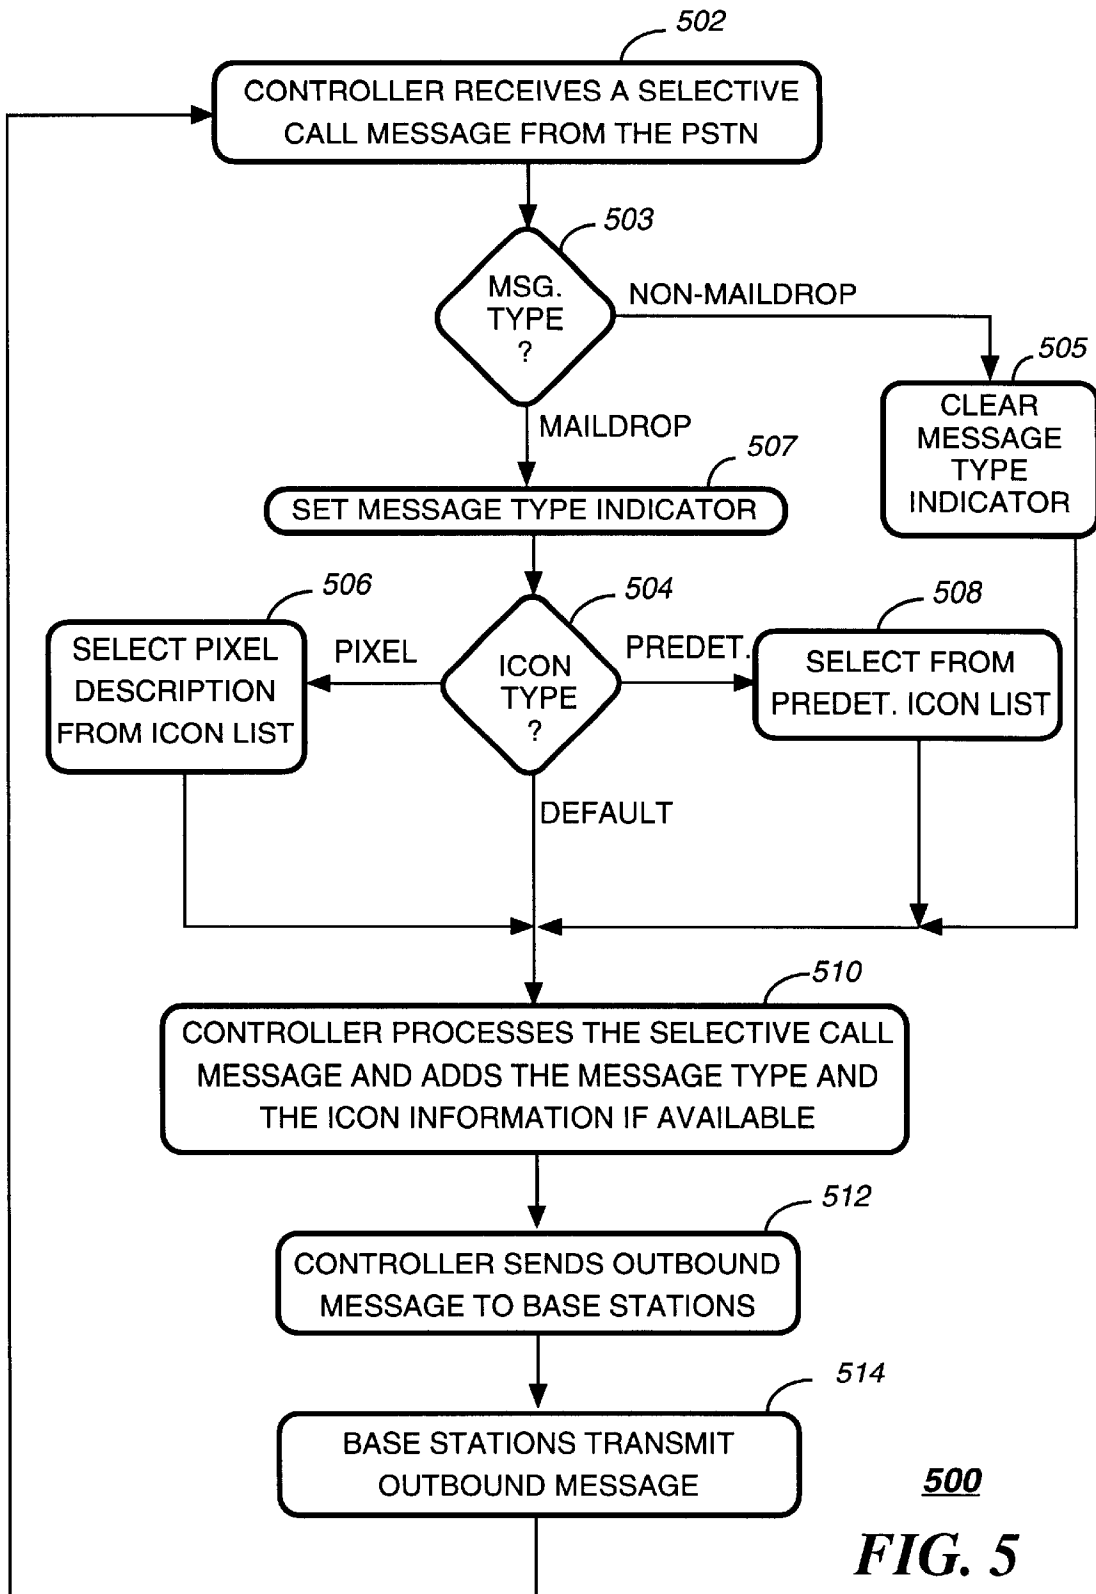 502
CONTROLLER RECEIVES A SELECTIVE
CALL MESSAGE FROM THE PSTN
503
MSG.
TYPE
?
NON-MAILDROP
505
CLEAR
MESSAGE
TYPE
INDICATOR
MAILDROP
507
SET MESSAGE TYPE INDICATOR
506
SELECT PIXEL
DESCRIPTION
FROM ICON LIST
PIXEL
504
ICON
TYPE
?
PREDET.
508
SELECT FROM
PREDET. ICON LIST
DEFAULT
510
CONTROLLER PROCESSES THE SELECTIVE CALL
MESSAGE AND ADDS THE MESSAGE TYPE AND
THE ICON INFORMATION IF AVAILABLE
512
CONTROLLER SENDS OUTBOUND
MESSAGE TO BASE STATIONS
514
BASE STATIONS TRANSMIT
OUTBOUND MESSAGE
500
FIG. 5